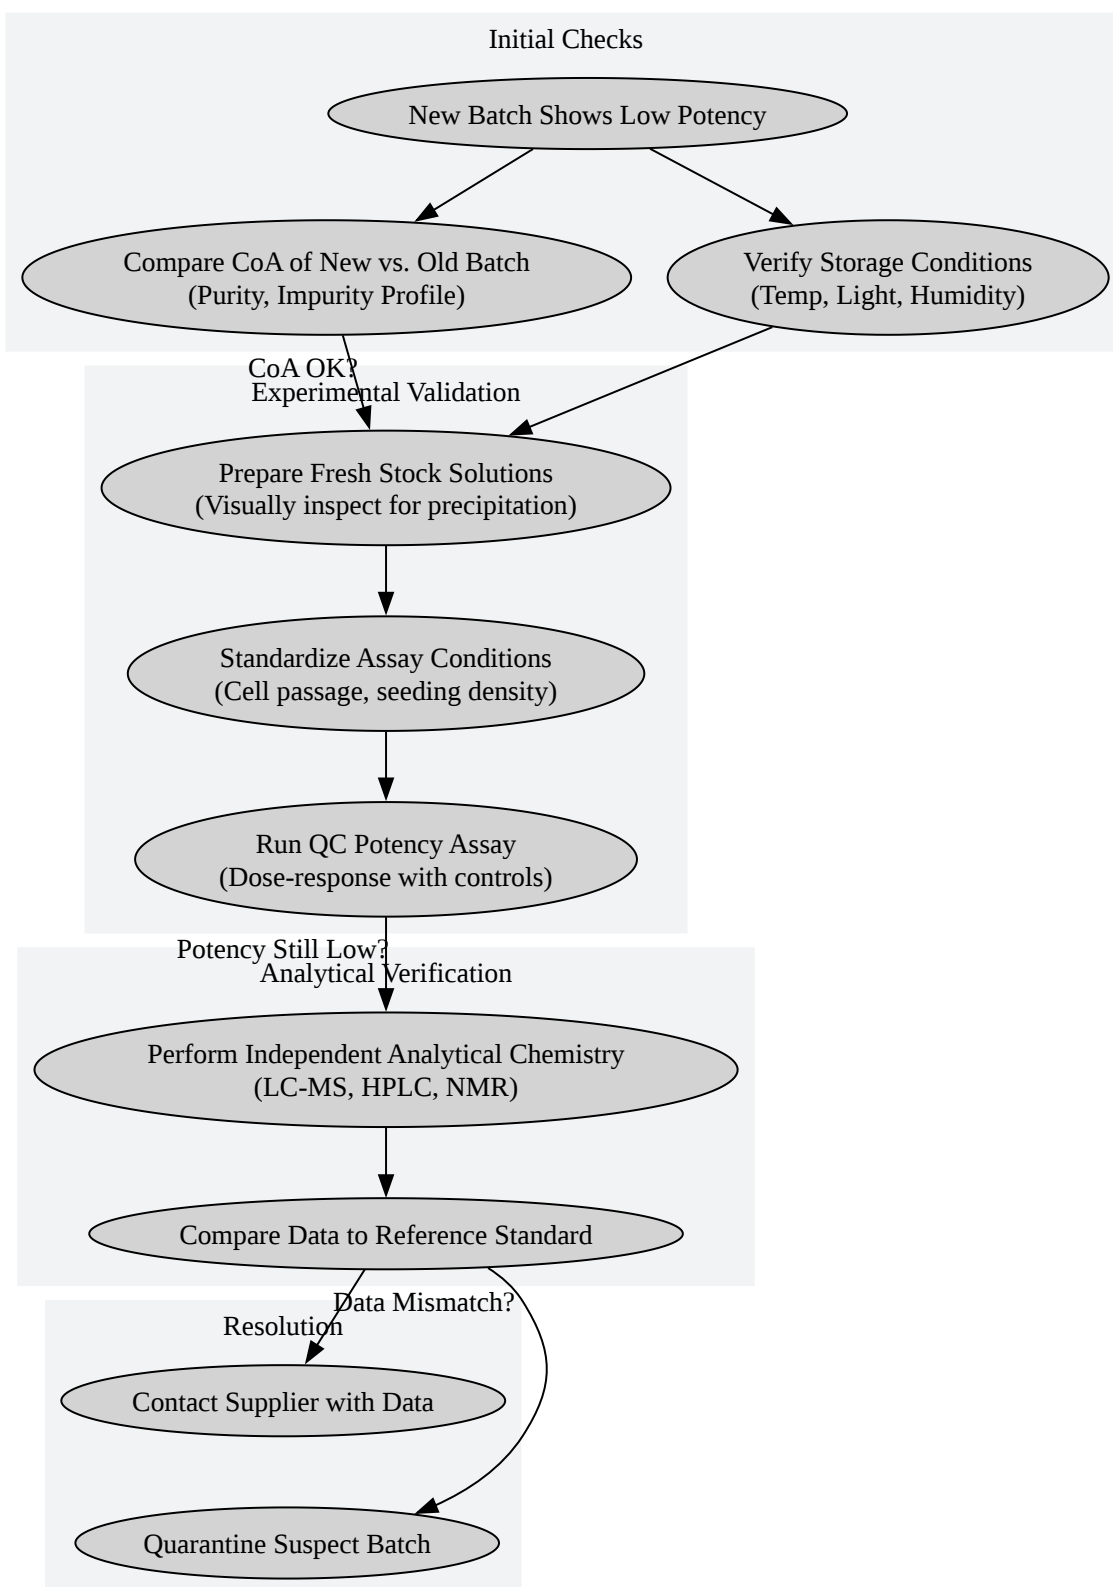 Initial Checks
New Batch Shows Low Potency
Compare CoA of New vs. Old Batch
(Purity, Impurity Profile)
Verify Storage Conditions
(Temp, Light, Humidity)
CoA OK?
Experimental Validation
Prepare Fresh Stock Solutions
(Visually inspect for precipitation)
Standardize Assay Conditions
(Cell passage, seeding density)
Run QC Potency Assay
(Dose-response with controls)
Potency Still Low?
Analytical Verification
Perform Independent Analytical Chemistry
(LC-MS, HPLC, NMR)
Compare Data to Reference Standard
Data Mismatch?
Resolution
Contact Supplier with Data
Quarantine Suspect Batch